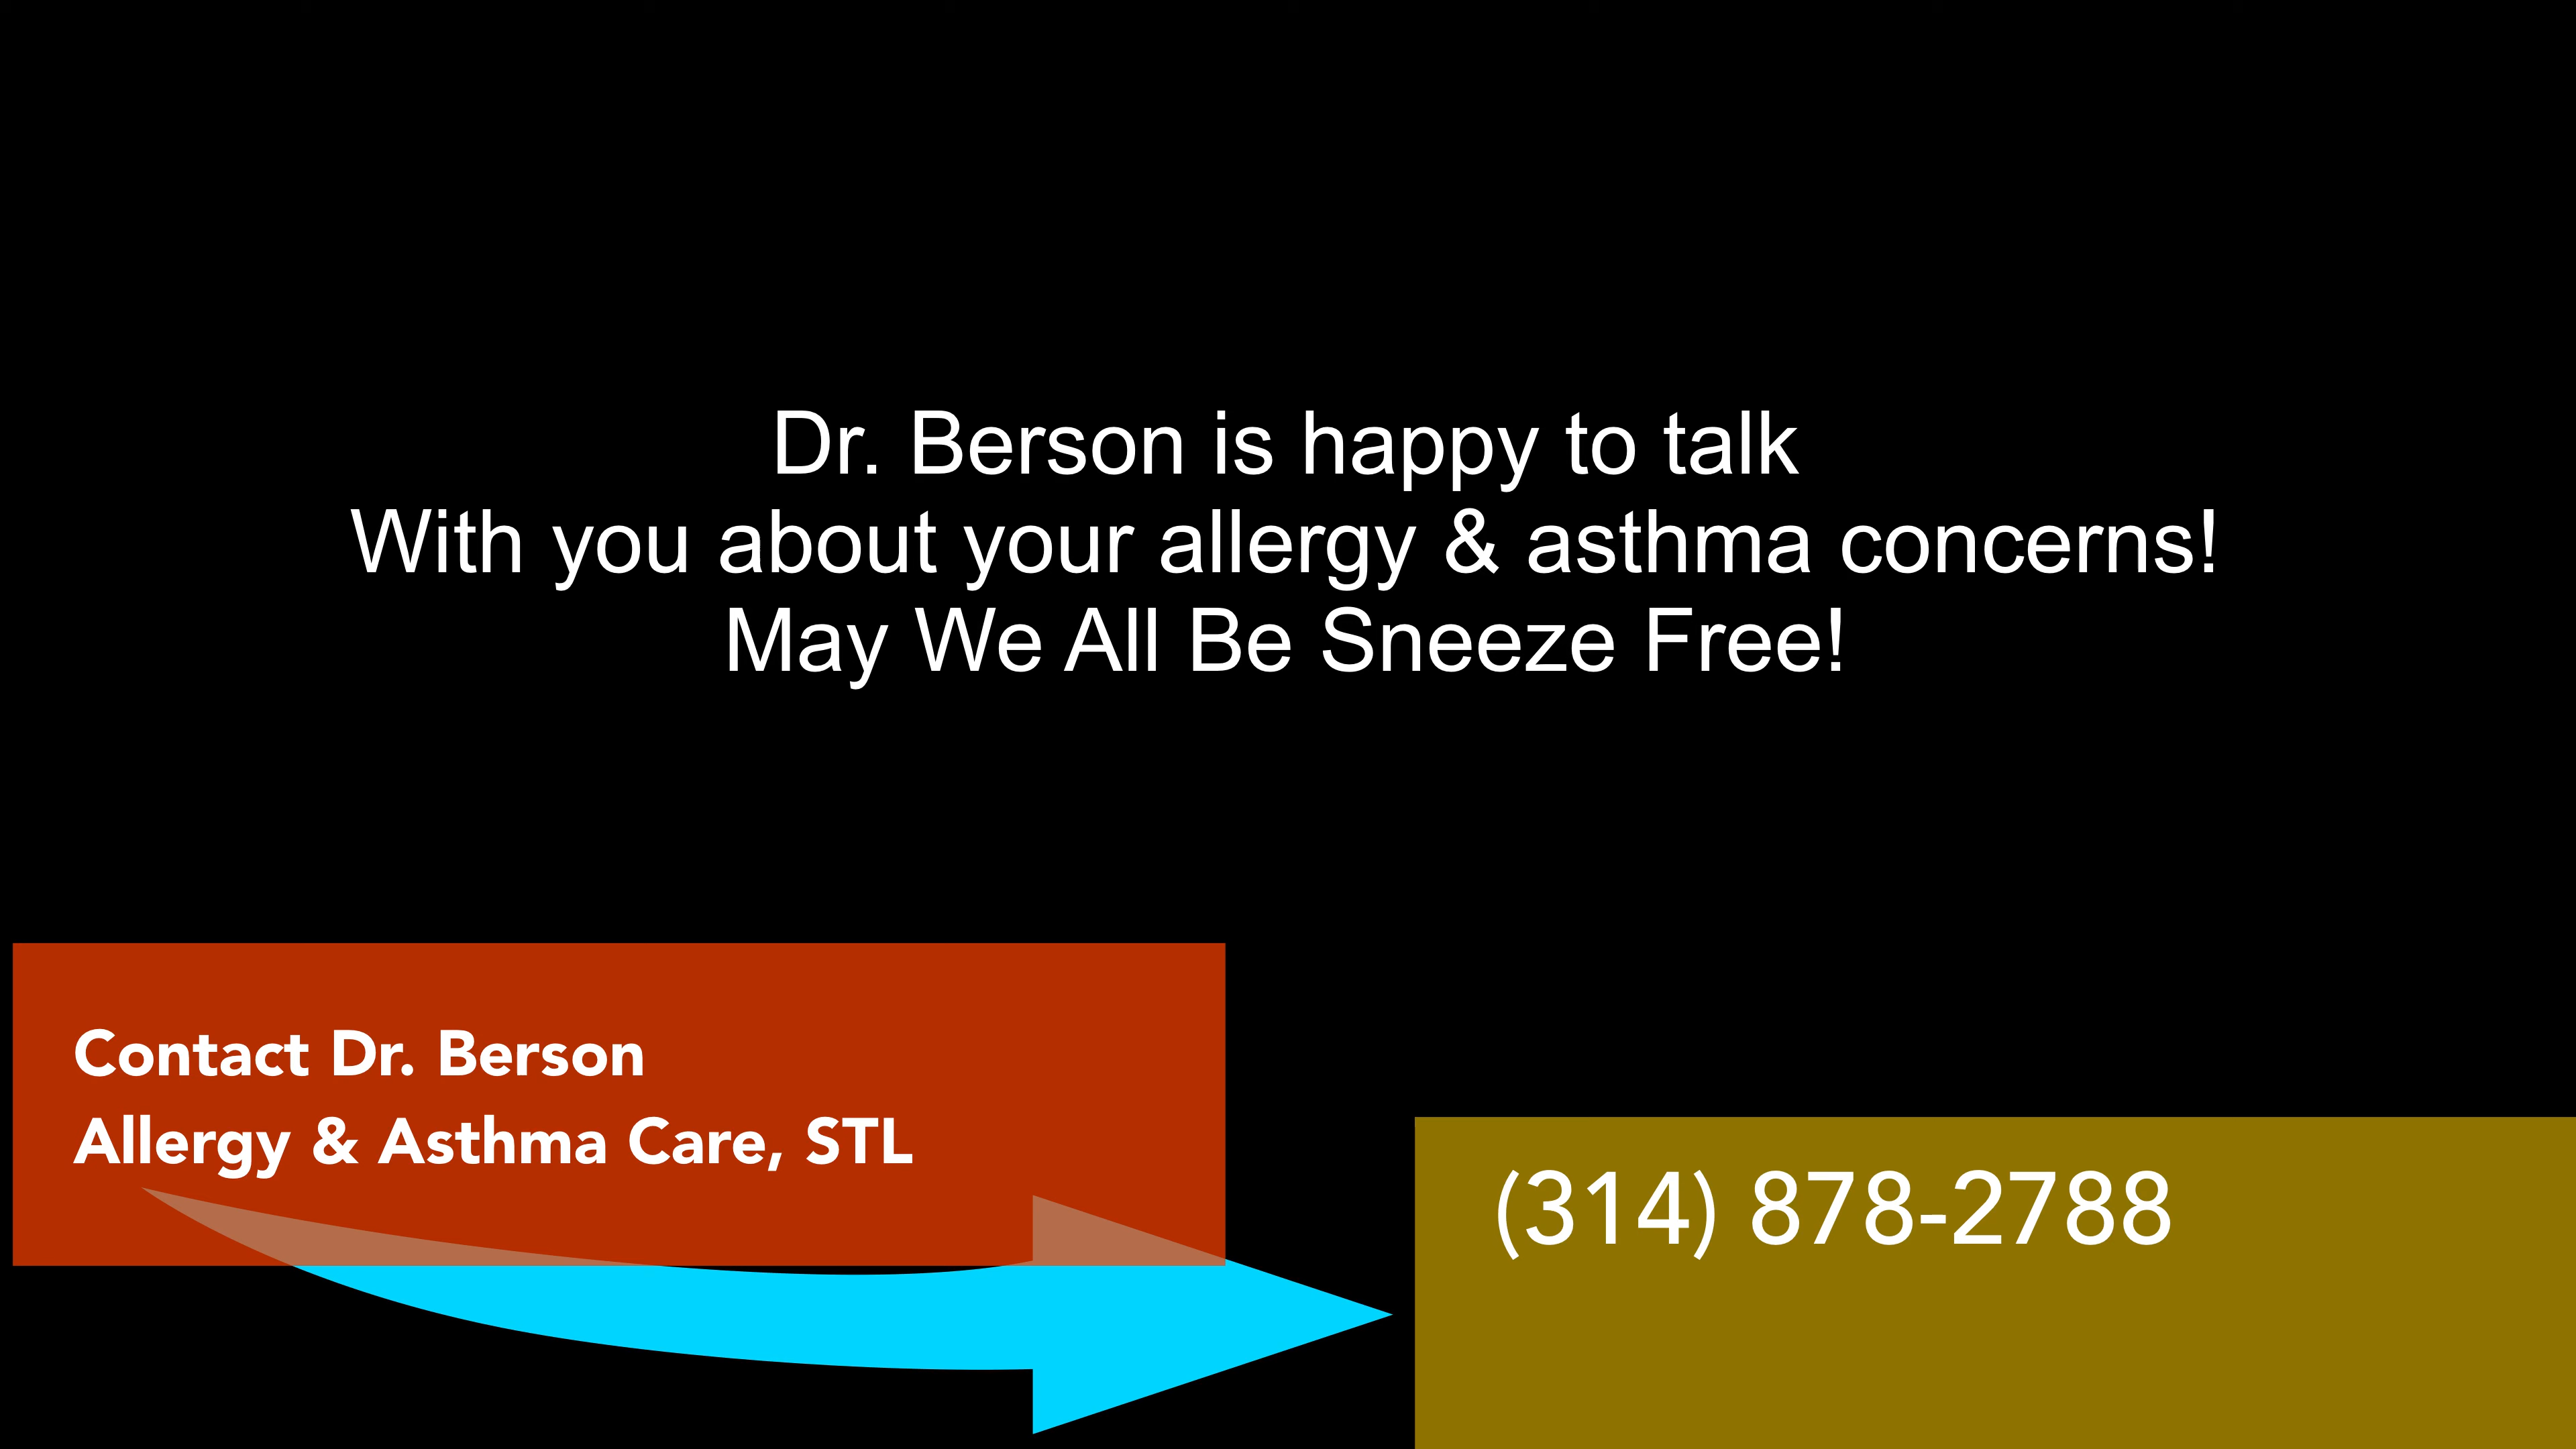 Dr. Berson is happy to talk
With you about your allergy & asthma concerns!
May We All Be Sneeze Free!
Contact Dr. Berson
Allergy & Asthma Care, STL
(314) 878-2788